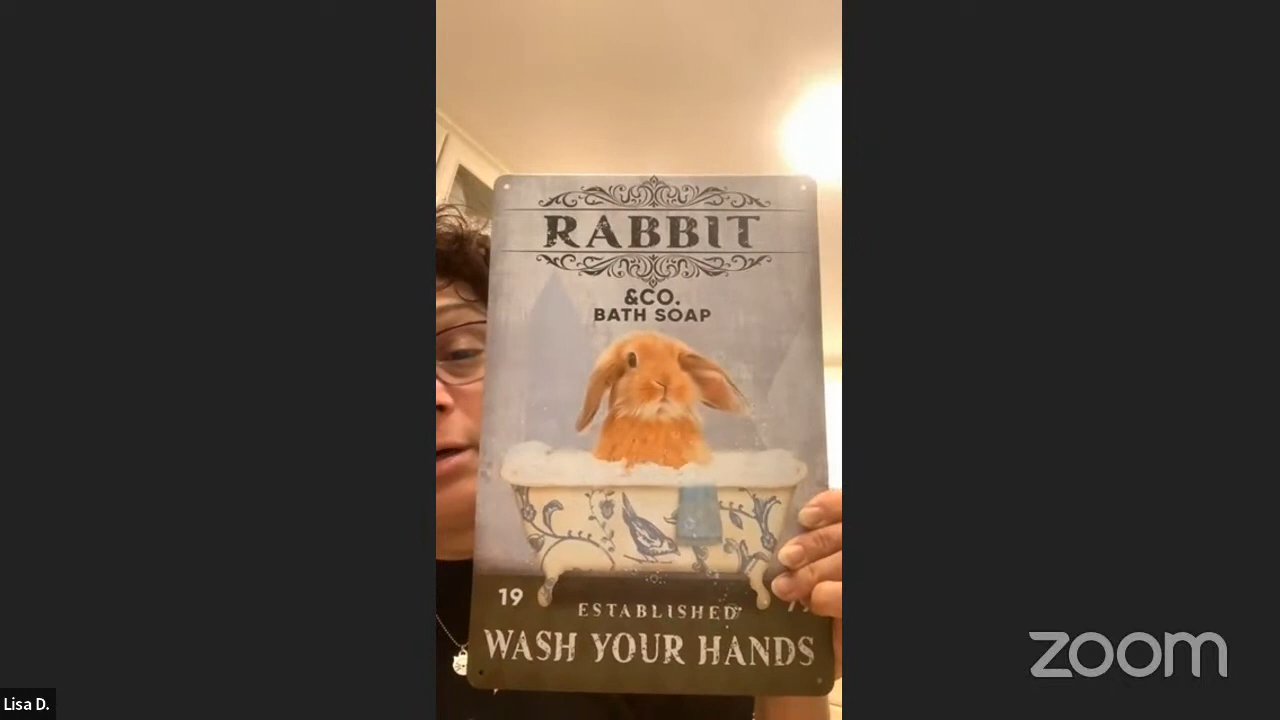 RABBIT
&CO.
BATH SOAP
19
ESTABLISHED
WASH YOUR HANDS
Lisa D.
zoom